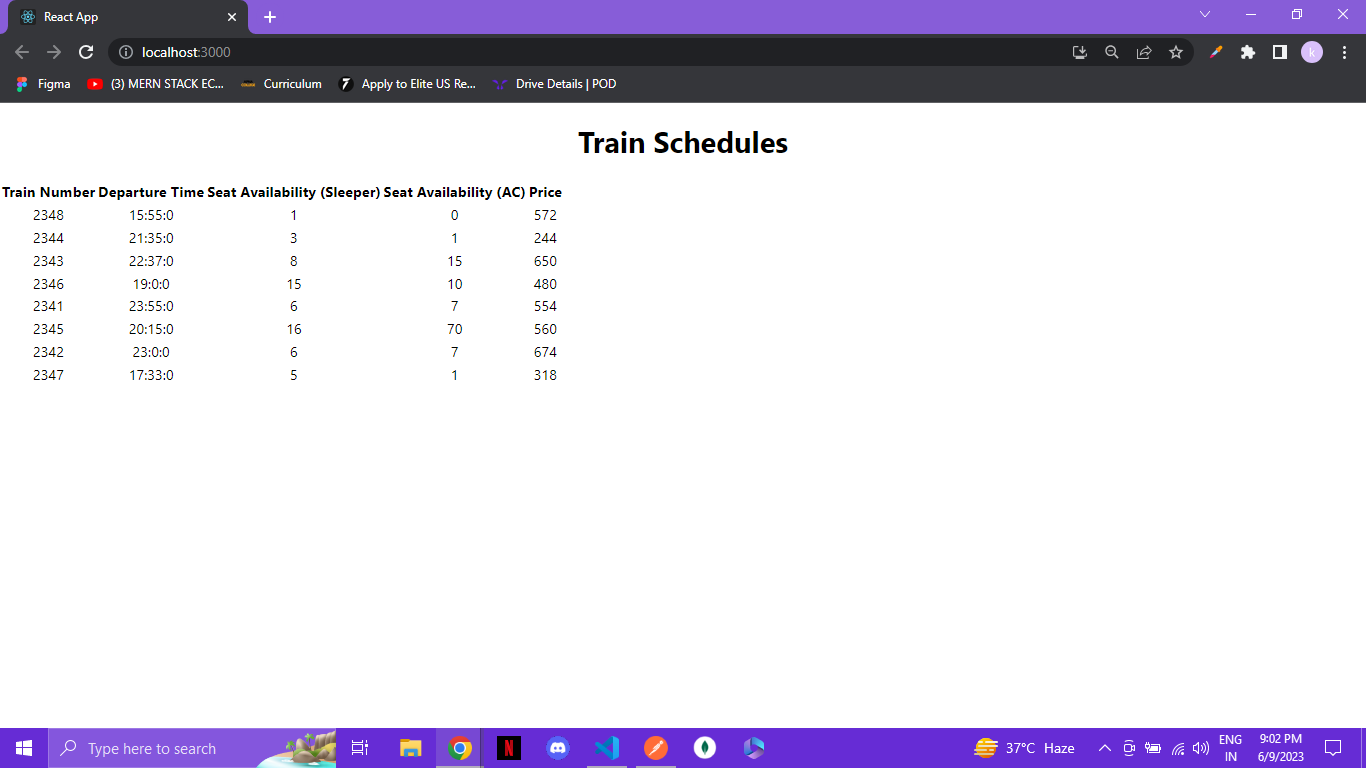 React App
localhost:3000
k
Figma (3) MERN STACK EC... Curriculum Apply to Elite US Re... Drive Details | POD
Train Schedules
Train Number Departure Time Seat Availability (Sleeper) Seat Availability (AC) Price
2348 15:55:0 1 0 572
2344 21:35:0 3 1 244
2343 22:37:0 8 15 650
2346 19:0:0 15 10 480
2341 23:55:0 6 7 554
2345 20:15:0 16 70 560
2342 23:0:0 6 7 674
2347 17:33:0 5 1 318
Type here to search
N
37°C Haze
ENG
IN
9:02 PM
6/9/2023